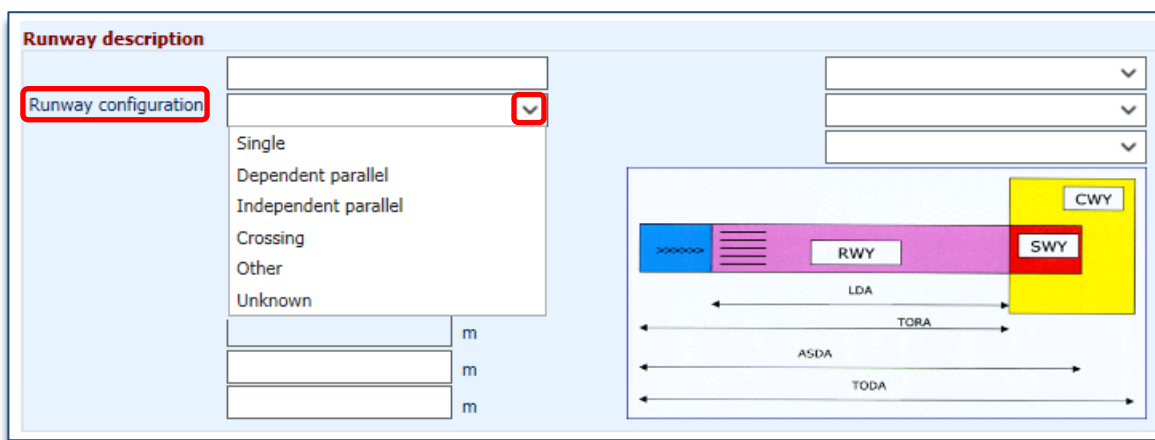 Runway description
Runway configuration
Single
Dependent parallel
Independent parallel
Crossing
Other
Unknown
m
m
m
CWY
SWY
>>>>>>
RWY
LDA
TORA
ASDA
TODA